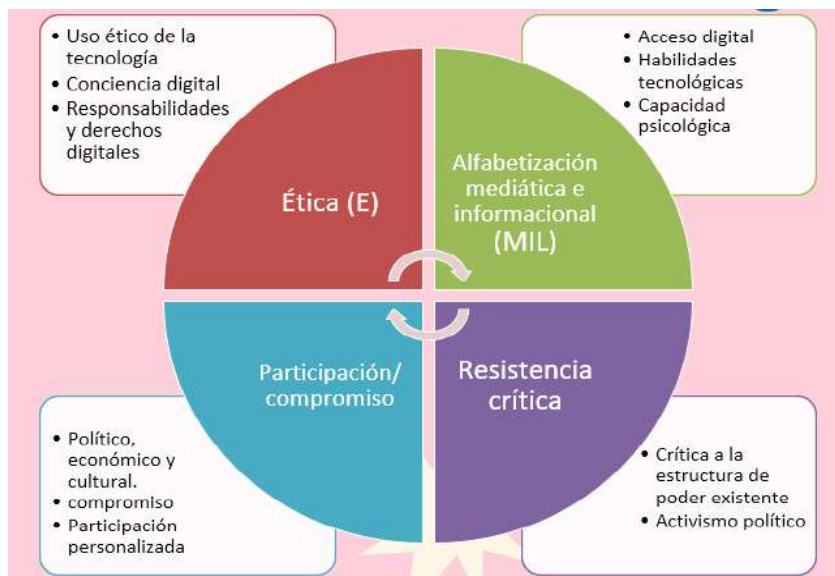 • Uso ético de la
tecnología
• Conciencia digital
• Responsabilidades
y derechos
digitales
• Acceso digital
• Habilidades
tecnológicas
• Capacidad
psicológica
Ética (E)
Alfabetización
mediática e
informacional
(MIL)
Participación/
compromiso
Resistencia
crítica
• Político,
económico y
cultural.
• compromiso
• Participación
personalizada
• Crítica a la
estructura de
poder existente
• Activismo político